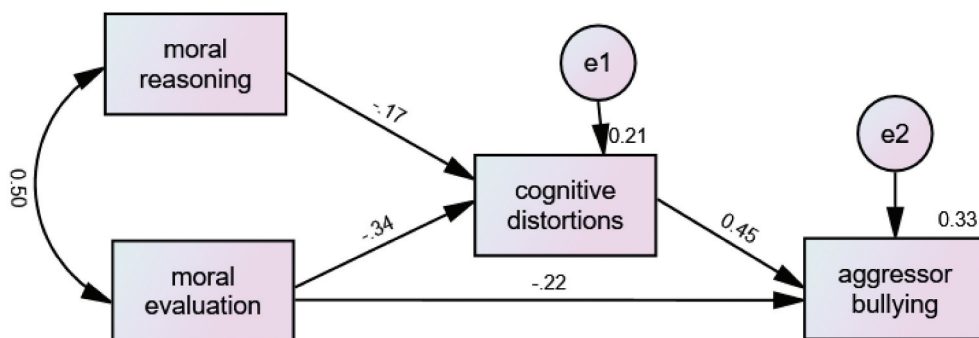 moral
reasoning
e1
-.17
0.21
e2
0.50
cognitive
distortions
-.34
0.45
0.33
moral
evaluation
-.22
aggressor
bullying